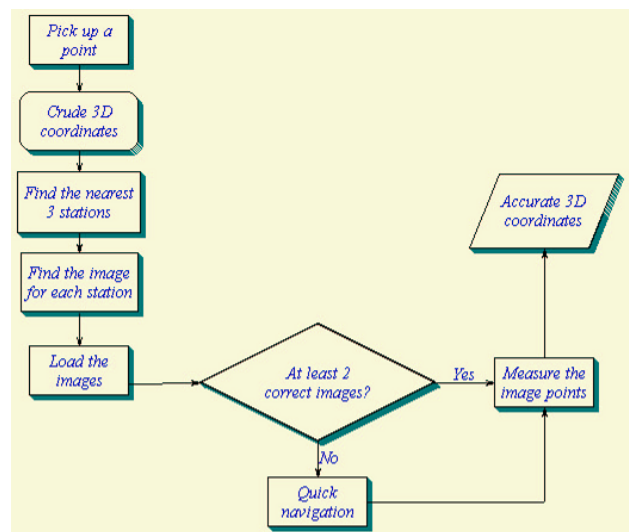 Pick up a
point
Crude 3D
coordinates
Find the nearest
3 stations
Find the image
for each station
Load the
images
At least 2
correct images?
Yes
No
Quick
navigation
Measure the
image points
Accurate 3D
coordinates